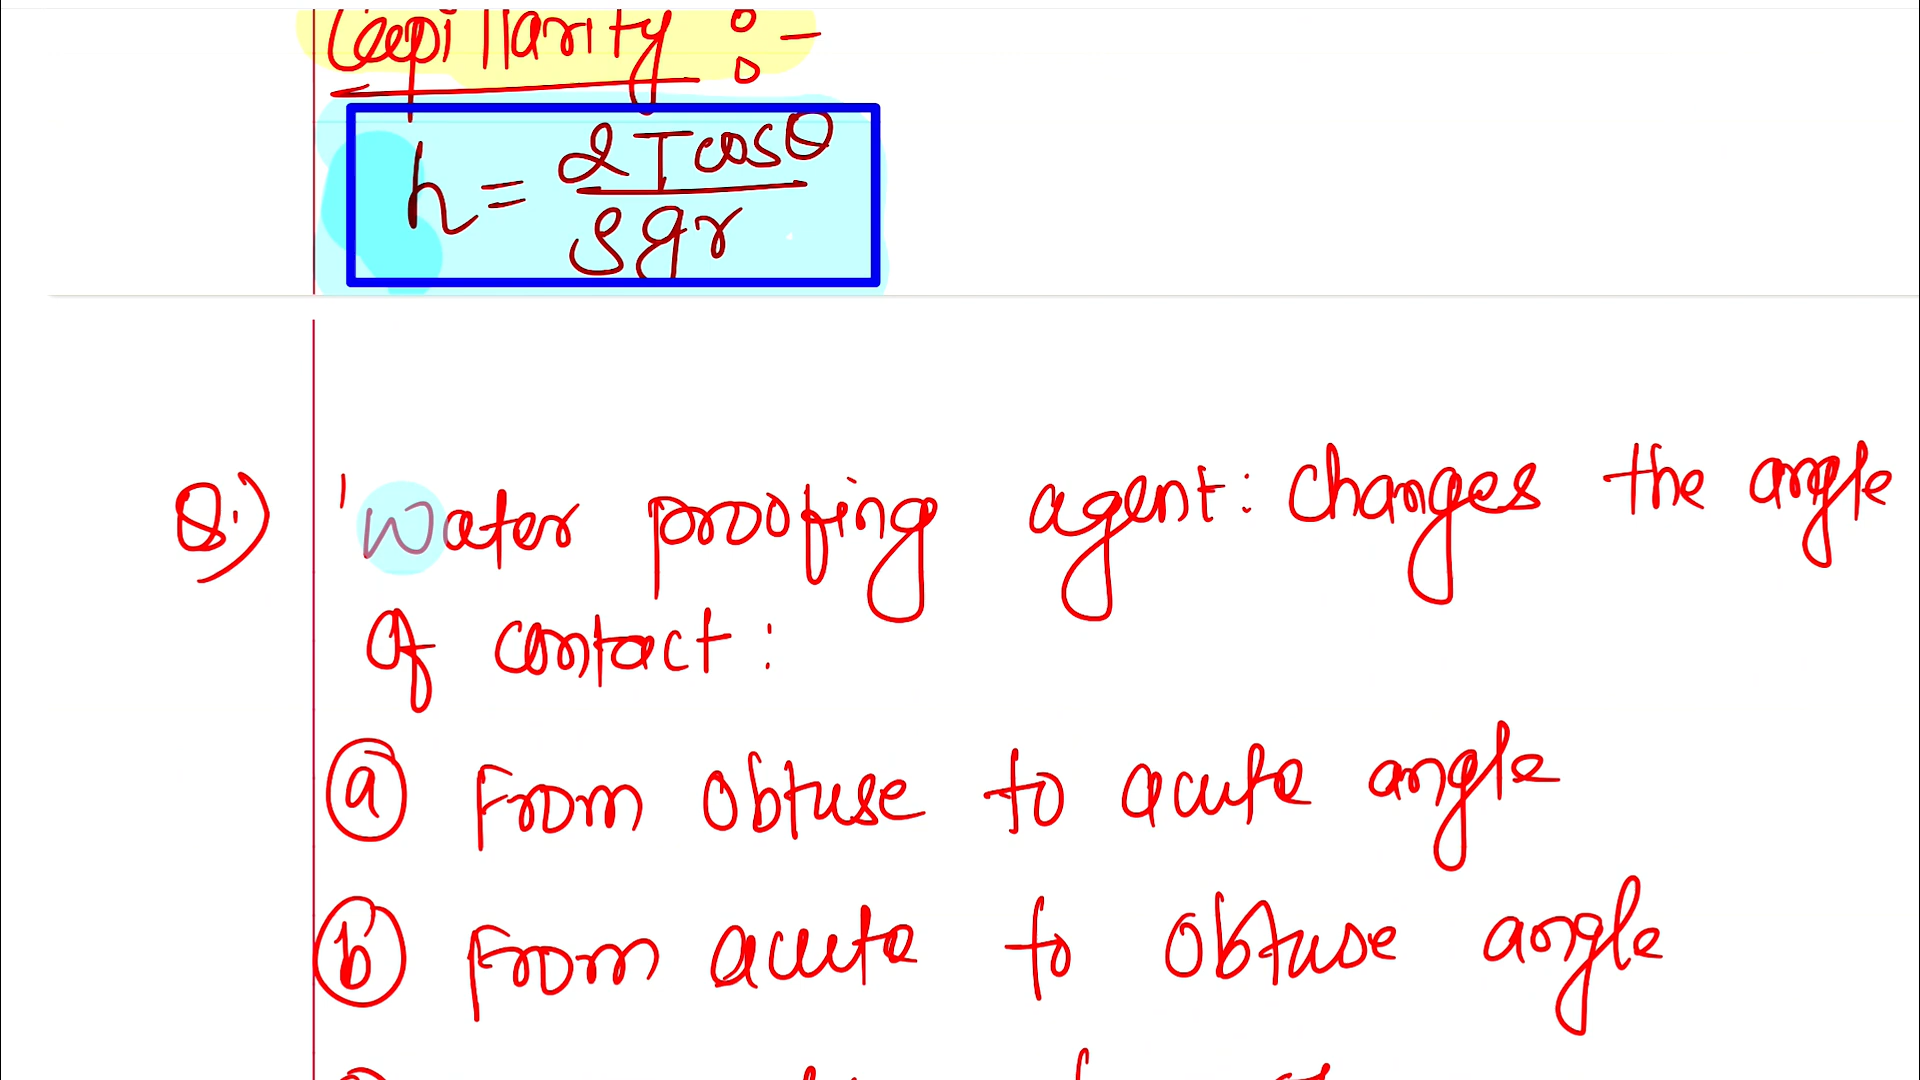 Capillarity :-
h = 2Tcosθ / ρgr
Q.) 'Water proofing agent: changes the angle
of contact :
(a) From obtuse to acute angle
(b) From acute to obtuse angle